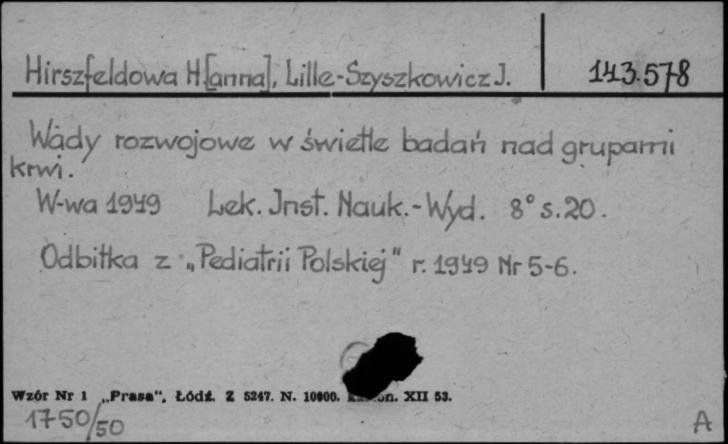 Hirszfeldowa H[anna], Lille-Szyszkowicz J. 143.578
Wady rozwojowe w świetle badań nad grupami
krwi.
W-wa 1949 Lek. Inst. Nauk.-Wyd. 8° s.20.
Odbitka z „Pediatrii Polskiej" r. 1949 Nr 5-6.
Wzór Nr 1 „Prasa", Łódź. Z 5247. N. 10000. XII 53.
1750/50 A